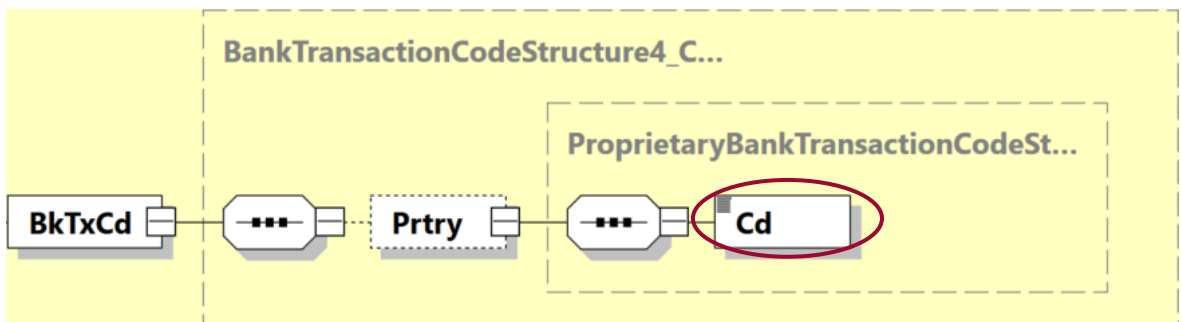 BankTransactionCodeStructure4_C...
ProprietaryBankTransactionCodeSt...
BkTxCd
Prtry
Cd